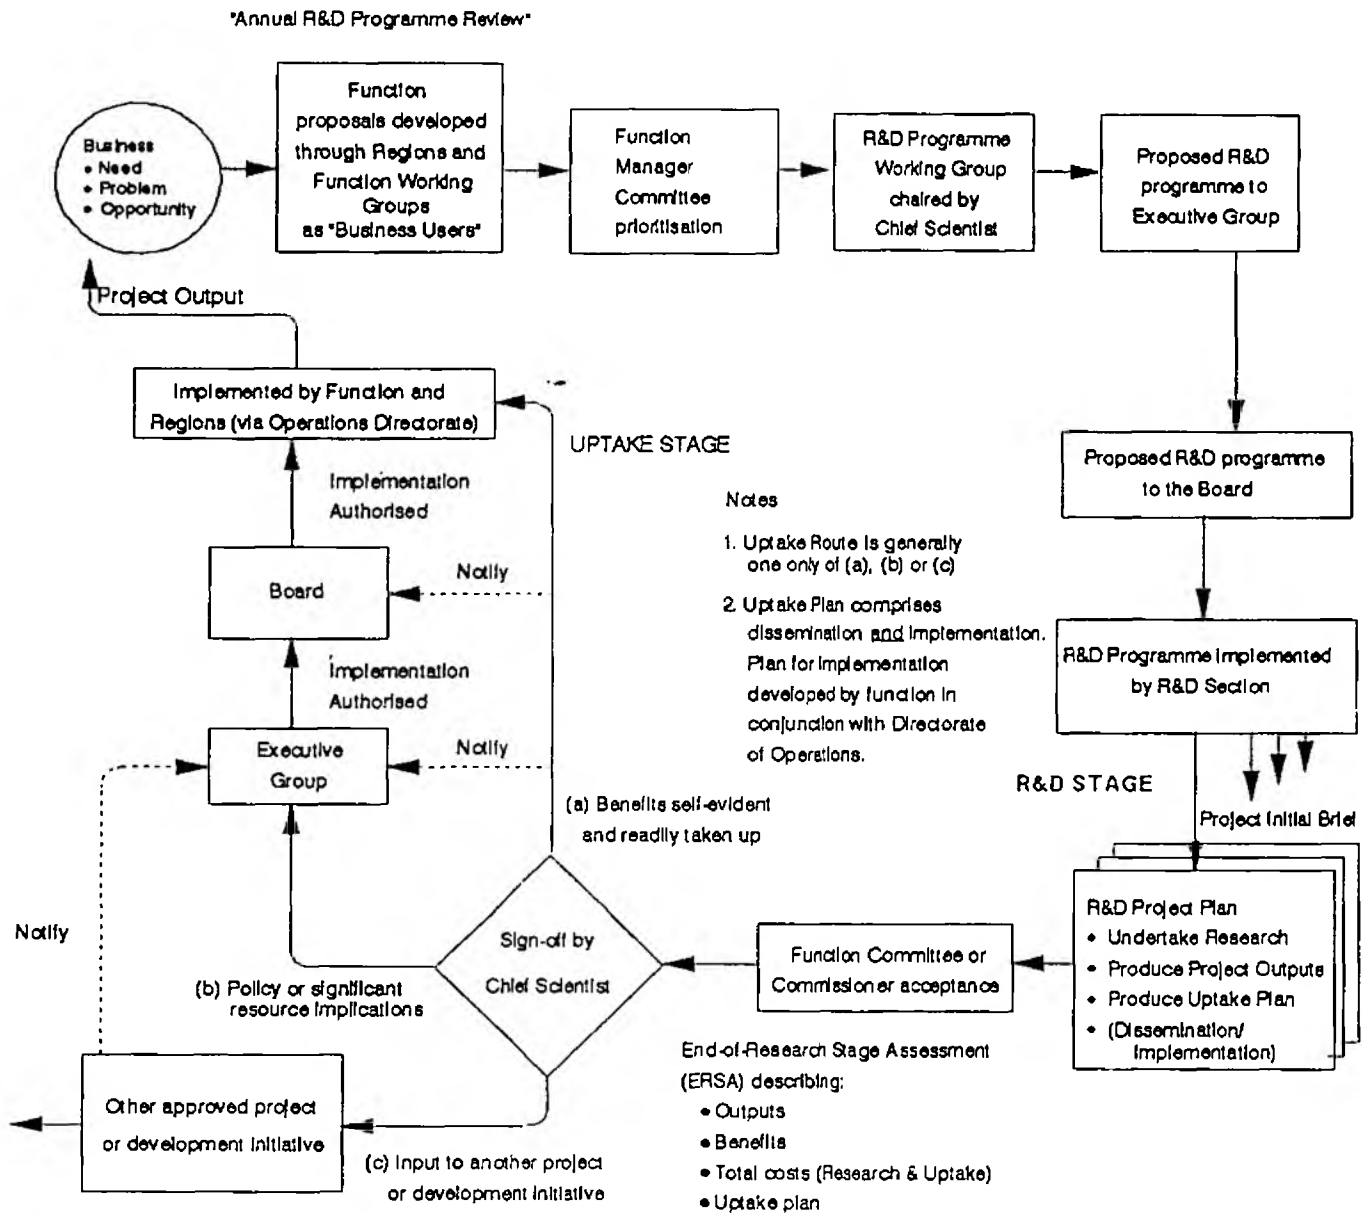 "Annual R&D Programme Review"
Business
• Need
• Problem
• Opportunity
Function
proposals developed
through Regions and
Function Working
Groups
as "Business Users"
Function
Manager
Committee
prioritisation
R&D Programme
Working Group
chaired by
Chief Scientist
Proposed R&D
programme to
Executive Group
Project Output
Implemented by Function and
Regions (via Operations Directorate)
UPTAKE STAGE
Proposed R&D programme
to the Board
Implementation
Authorised
Notes
1. Uptake Route is generally
one only of (a), (b) or (c)
2. Uptake Plan comprises
dissemination and implementation.
Plan for implementation
developed by function in
conjunction with Directorate
of Operations.
Board
Notify
R&D Programme implemented
by R&D Section
Implementation
Authorised
Executive
Group
Notify
R&D STAGE
(a) Benefits self-evident
and readily taken up
Project Initial Brief
R&D Project Plan
• Undertake Research
• Produce Project Outputs
• Produce Uptake Plan
• (Dissemination/
Implementation)
Notify
Sign-off by
Chief Scientist
Function Committee or
Commissioner acceptance
(b) Policy or significant
resource implications
End-of-Research Stage Assessment
(ERSA) describing:
• Outputs
• Benefits
• Total costs (Research & Uptake)
• Uptake plan
Other approved project
or development initiative
(c) Input to another project
or development initiative